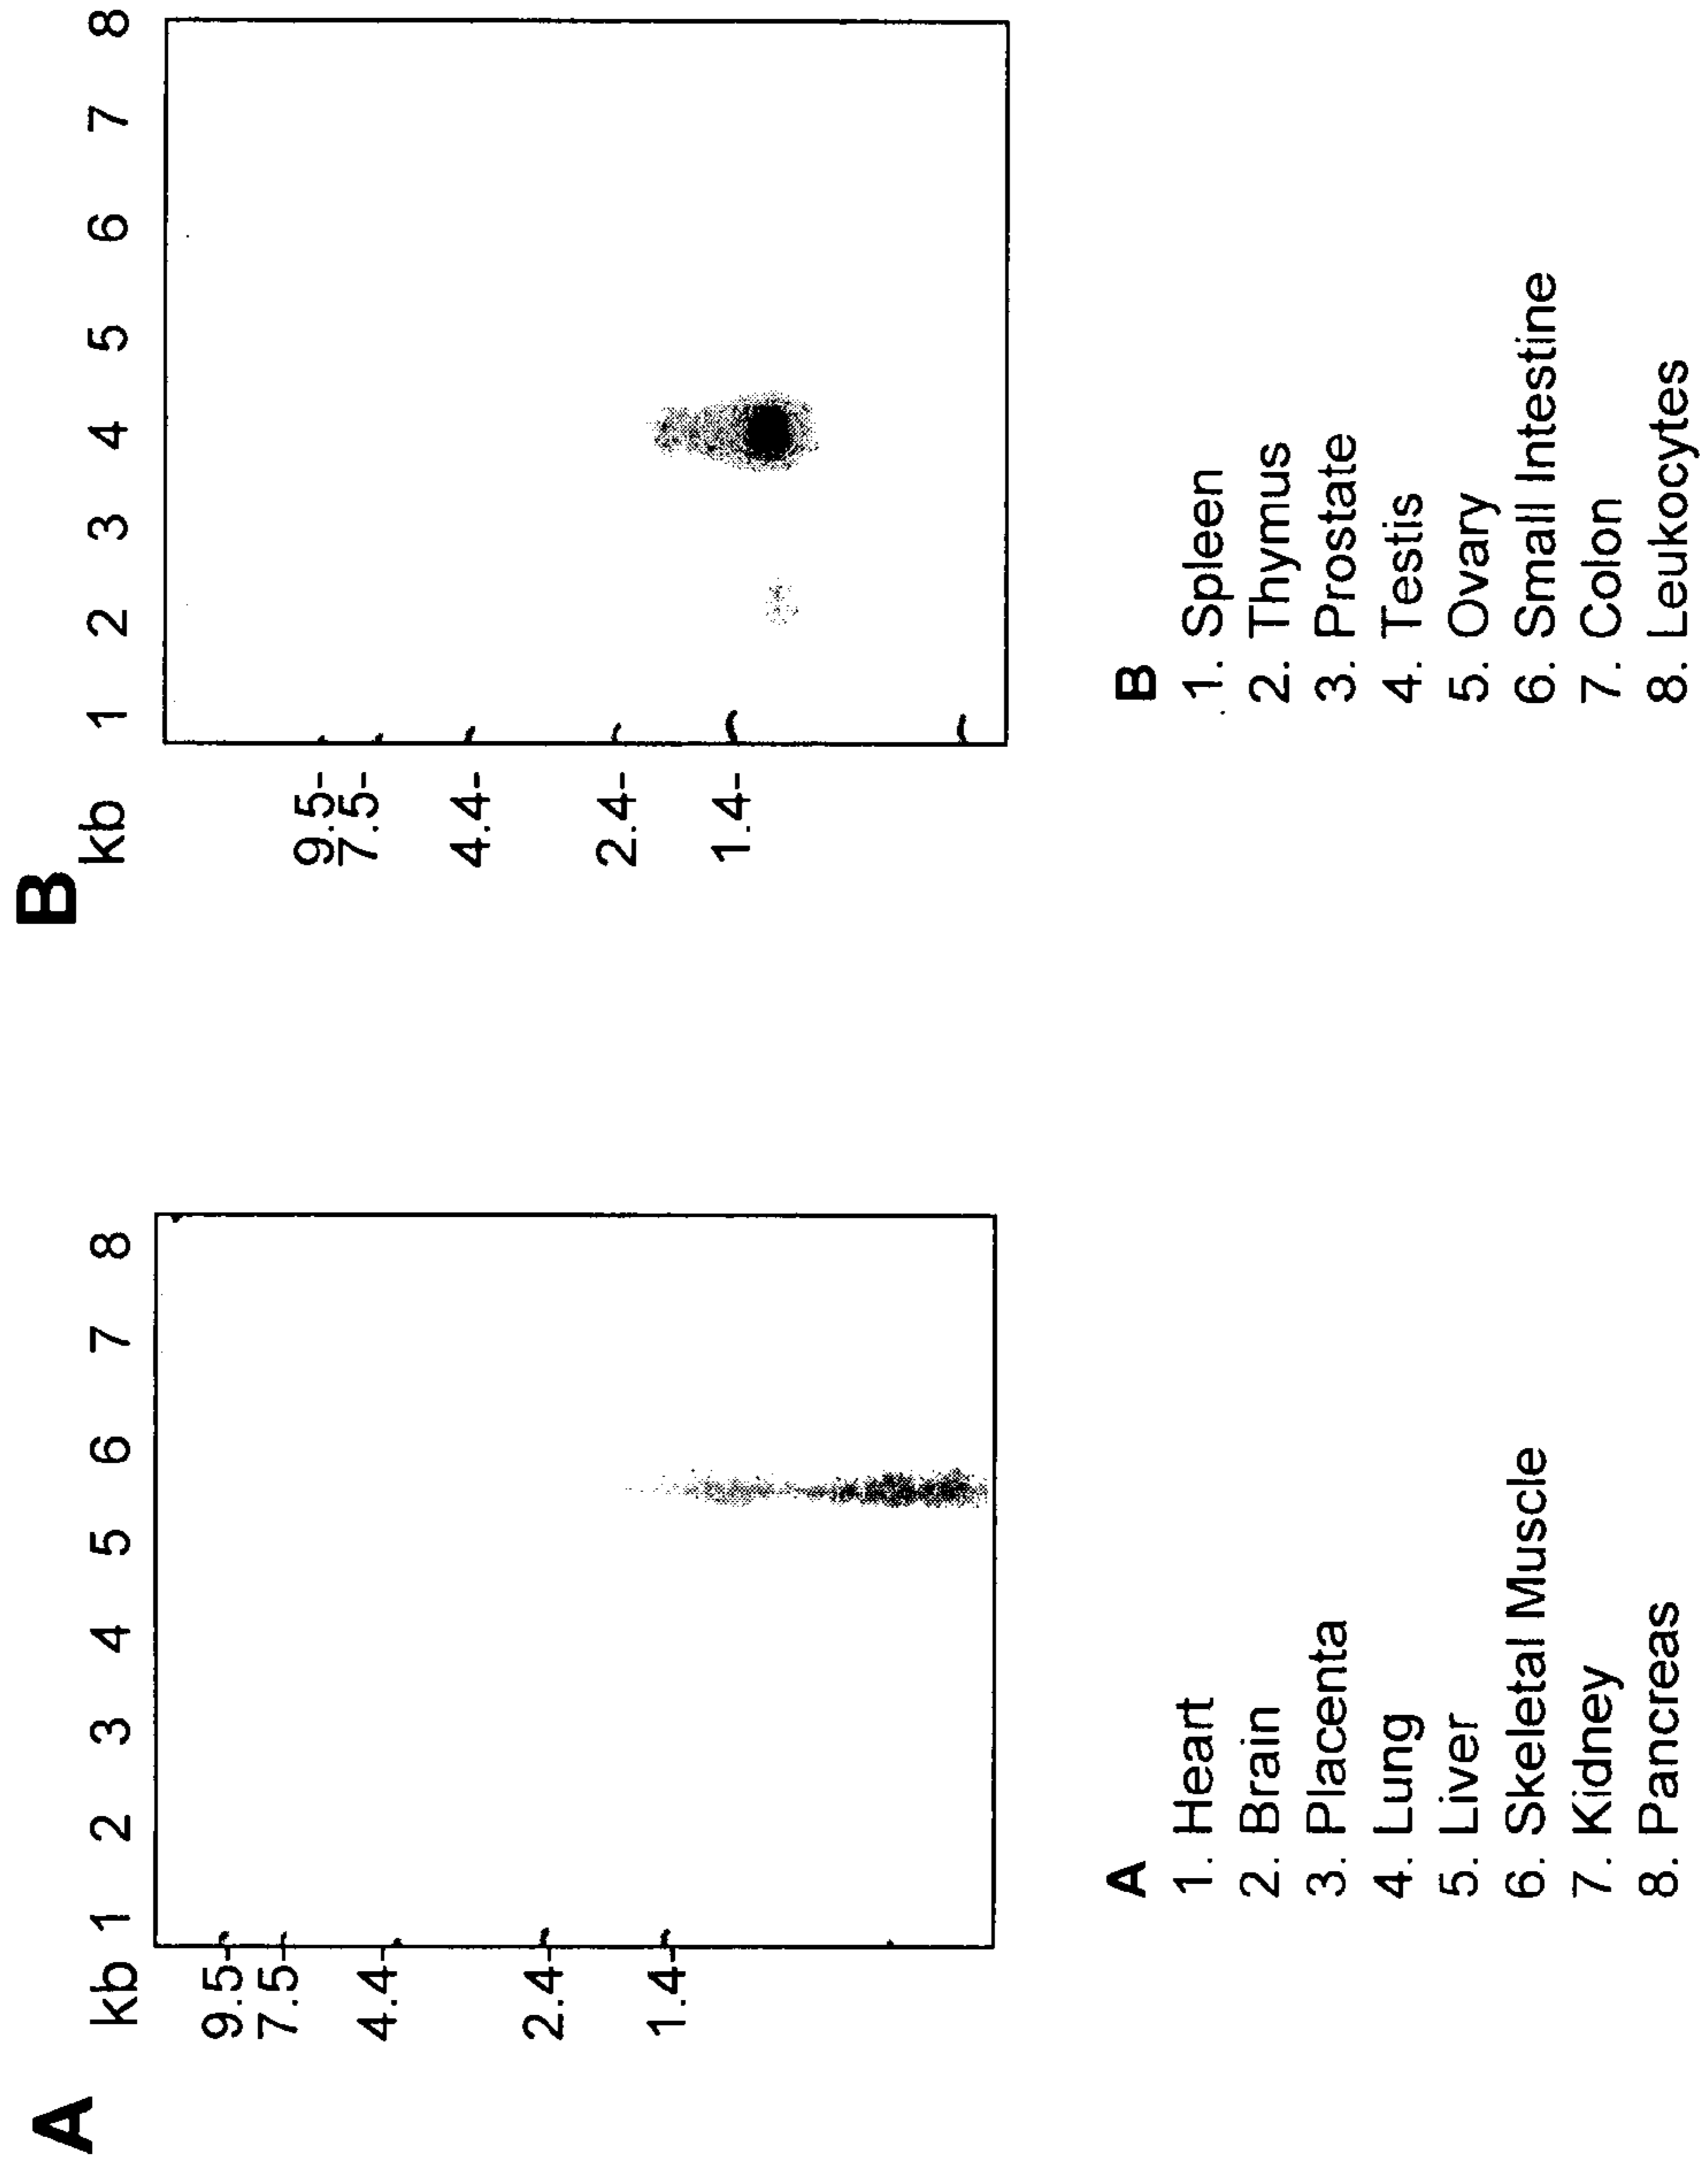 A
kb 1 2 3 4 5 6 7 8
9.5-
7.5-
4.4-
2.4-
1.4-
A
1. Heart
2. Brain
3. Placenta
4. Lung
5. Liver
6. Skeletal Muscle
7. Kidney
8. Pancreas
B
kb 1 2 3 4 5 6 7 8
9.5-
7.5-
4.4-
2.4-
1.4-
B
1. Spleen
2. Thymus
3. Prostate
4. Testis
5. Ovary
6. Small Intestine
7. Colon
8. Leukocytes